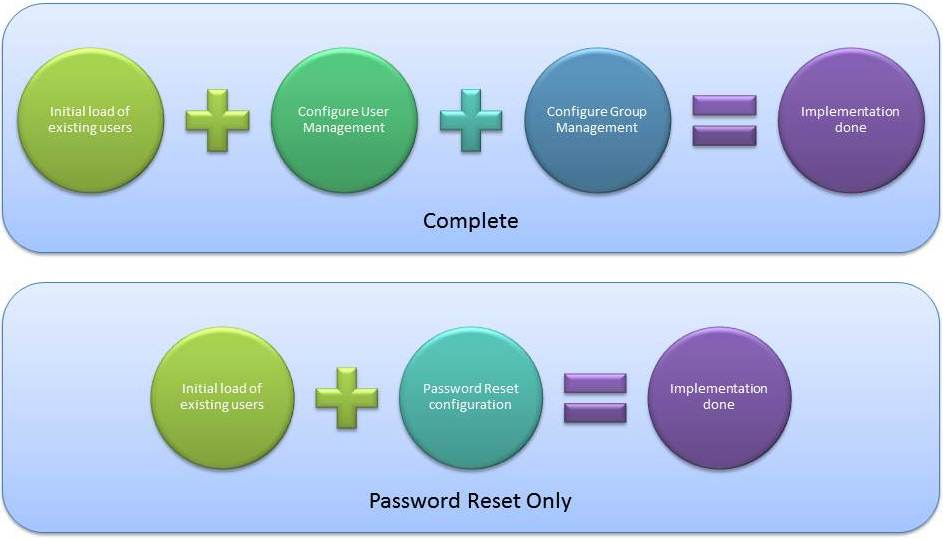 Initial load of
existing users
Configure User
Management
Configure Group
Management
Implementation
done
Complete
Initial load of
existing users
Password Reset
configuration
Implementation
done
Password Reset Only